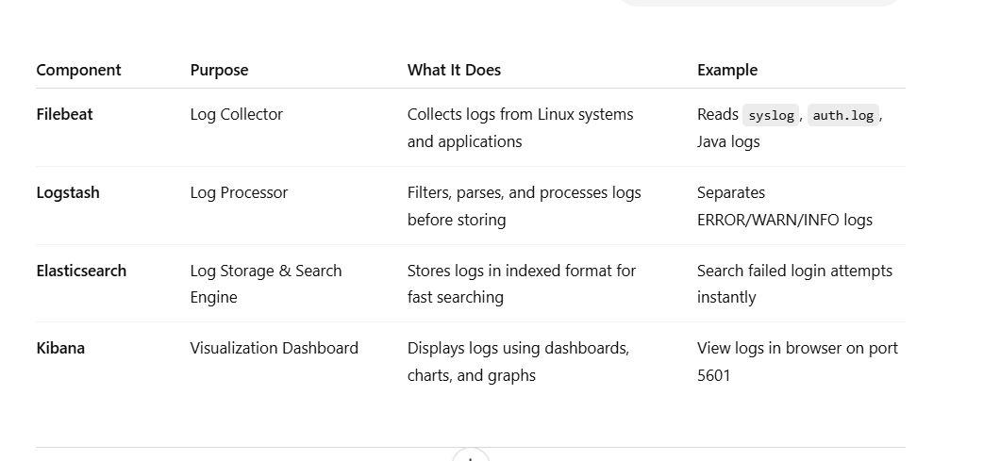 Component Purpose What It Does Example
Filebeat Log Collector Collects logs from Linux systems Reads syslog, auth.log,
and applications Java logs
Logstash Log Processor Filters, parses, and processes logs Separates
before storing ERROR/WARN/INFO logs
Elasticsearch Log Storage & Search Stores logs in indexed format for Search failed login attempts
Engine fast searching instantly
Kibana Visualization Dashboard Displays logs using dashboards, View logs in browser on port
charts, and graphs 5601